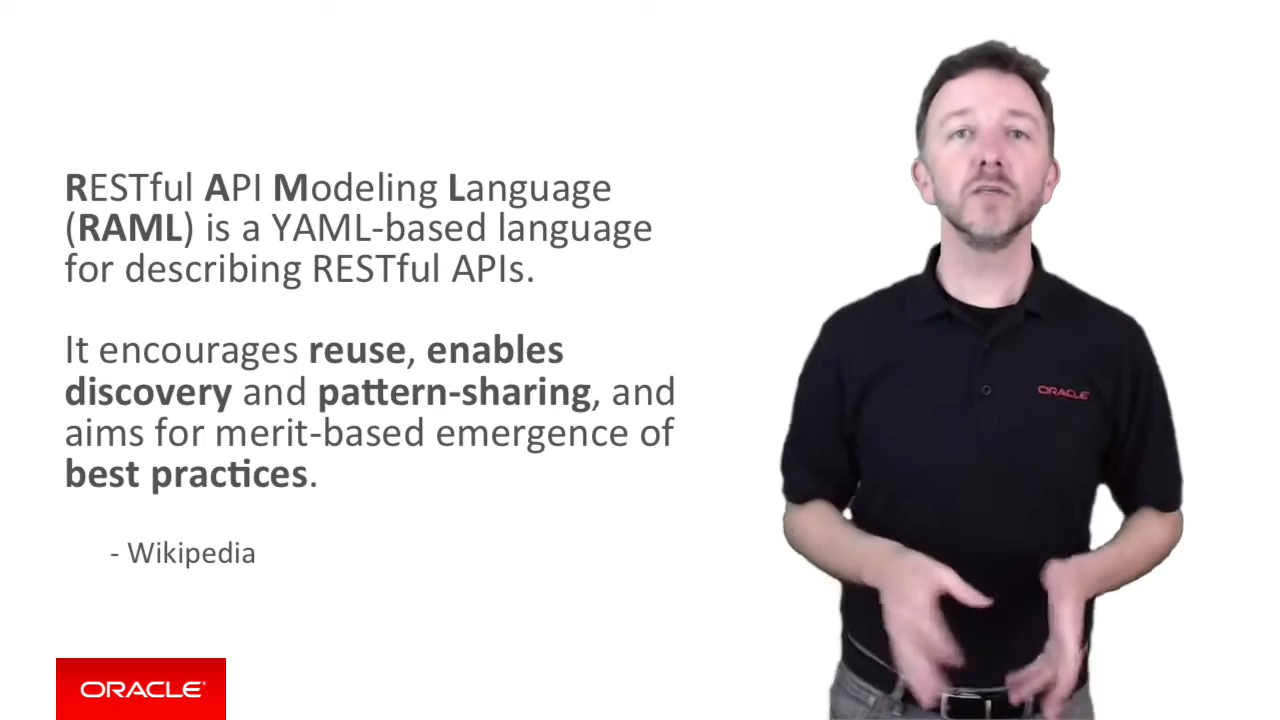 RESTful API Modeling Language
(RAML) is a YAML-based language
for describing RESTful APIs.
It encourages reuse, enables
discovery and pattern-sharing, and
aims for merit-based emergence of
best practices.
- Wikipedia
ORACLE
ORACLE